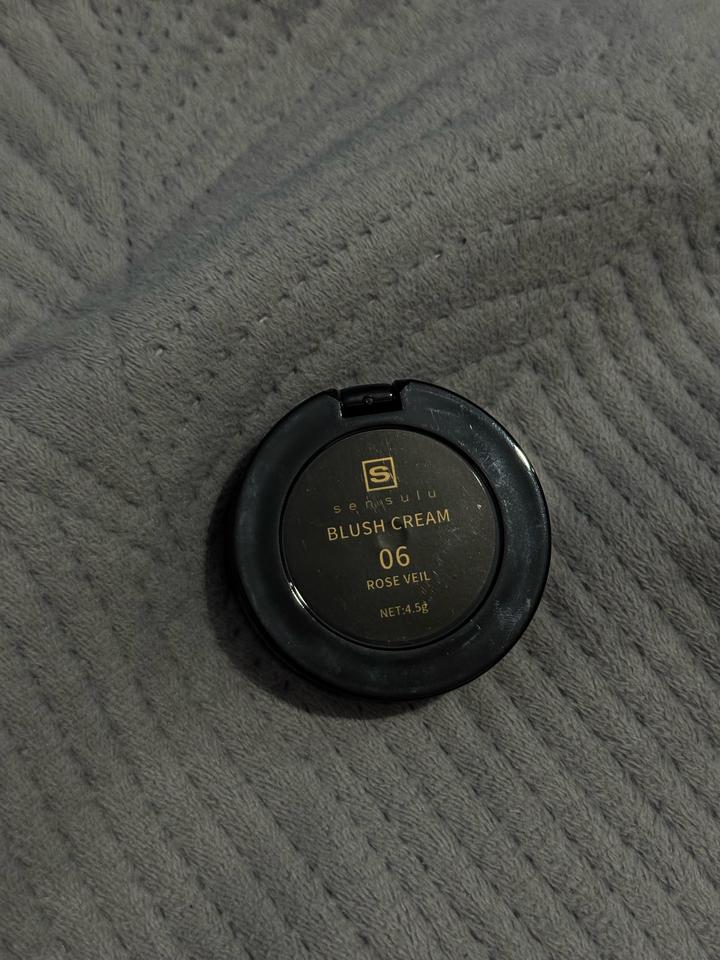 S
sensulu
BLUSH CREAM
06
ROSE VEIL
NET:4.5g